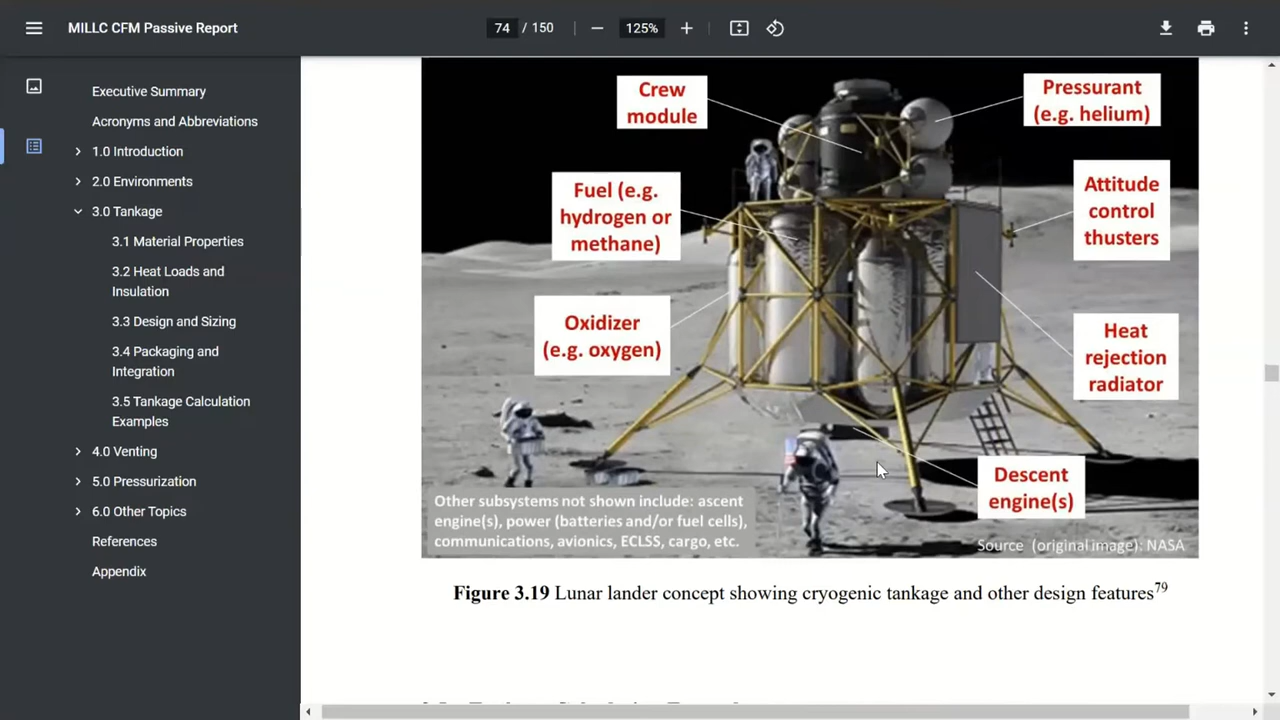 MILLC CFM Passive Report
74 / 150
125%
Executive Summary
Acronyms and Abbreviations
1.0 Introduction
2.0 Environments
3.0 Tankage
3.1 Material Properties
3.2 Heat Loads and
Insulation
3.3 Design and Sizing
3.4 Packaging and
Integration
3.5 Tankage Calculation
Examples
4.0 Venting
5.0 Pressurization
6.0 Other Topics
References
Appendix
Crew
module
Pressurant
(e.g. helium)
Fuel (e.g.
hydrogen or
methane)
Attitude
control
thusters
Oxidizer
(e.g. oxygen)
Heat
rejection
radiator
Descent
engine(s)
Other subsystems not shown include: ascent
engine(s), power (batteries and/or fuel cells),
communications, avionics, ECLSS, cargo, etc.
Source (original image): NASA
Figure 3.19 Lunar lander concept showing cryogenic tankage and other design features79